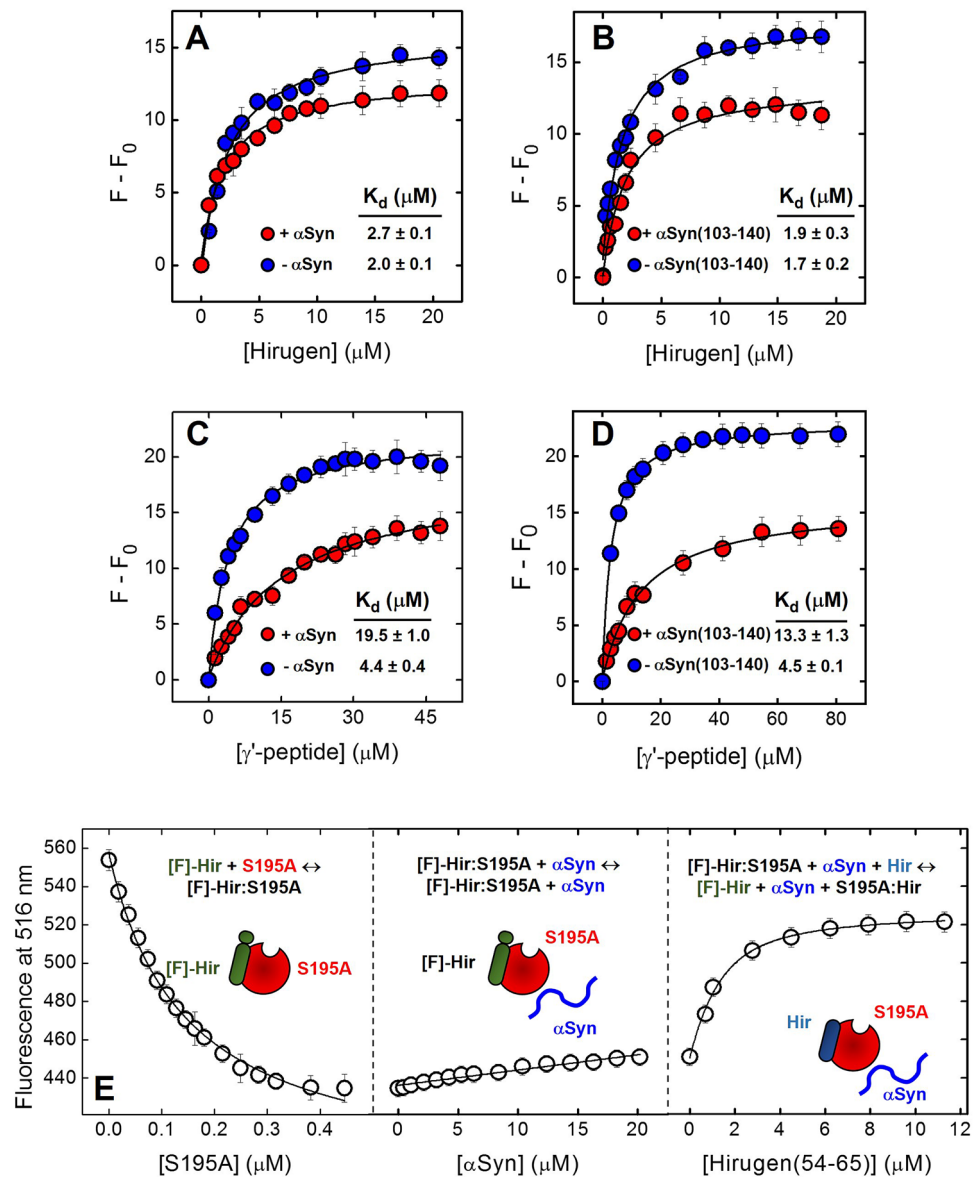 A
F - F0
15
10
5
0
Kd (μM)
+ αSyn 2.7 ± 0.1
- αSyn 2.0 ± 0.1
0 5 10 15 20
[Hirugen] (μM)
B
F - F0
15
10
5
0
Kd (μM)
+ αSyn(103-140) 1.9 ± 0.3
- αSyn(103-140) 1.7 ± 0.2
0 5 10 15 20
[Hirugen] (μM)
C
F - F0
20
15
10
5
0
Kd (μM)
+ αSyn 19.5 ± 1.0
- αSyn 4.4 ± 0.4
0 15 30 45
[γ'-peptide] (μM)
D
F - F0
20
15
10
5
0
Kd (μM)
+ αSyn(103-140) 13.3 ± 1.3
- αSyn(103-140) 4.5 ± 0.1
0 20 40 60 80
[γ'-peptide] (μM)
E
Fluorescence at 516 nm
560
540
520
500
480
460
440
[F]-Hir + S195A ↔
[F]-Hir:S195A
[F]-Hir
S195A
0.0 0.1 0.2 0.3 0.4
[S195A] (μM)
[F]-Hir:S195A + αSyn ↔
[F]-Hir:S195A + αSyn
S195A
[F]-Hir
αSyn
0 5 10 15 20
[αSyn] (μM)
[F]-Hir:S195A + αSyn + Hir ↔
[F]-Hir + αSyn + S195A:Hir
S195A
Hir
αSyn
0 2 4 6 8 10 12
[Hirugen(54-65)] (μM)